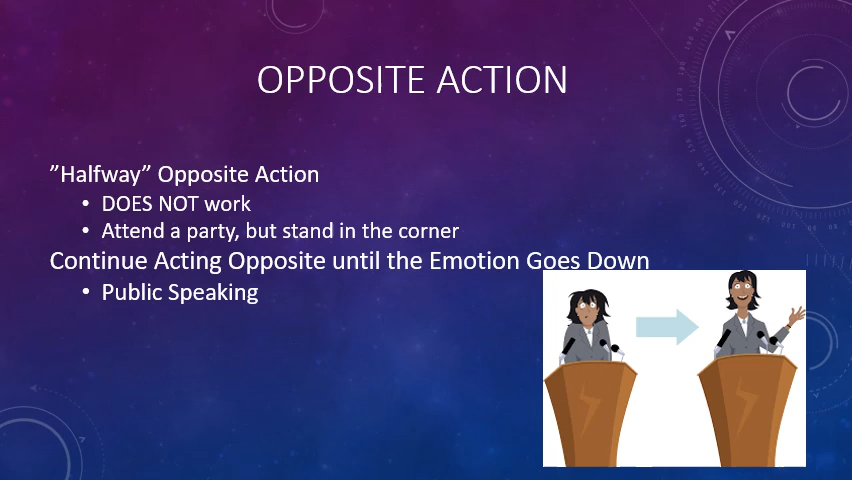 OPPOSITE ACTION
”Halfway” Opposite Action
• DOES NOT work
• Attend a party, but stand in the corner
Continue Acting Opposite until the Emotion Goes Down
• Public Speaking